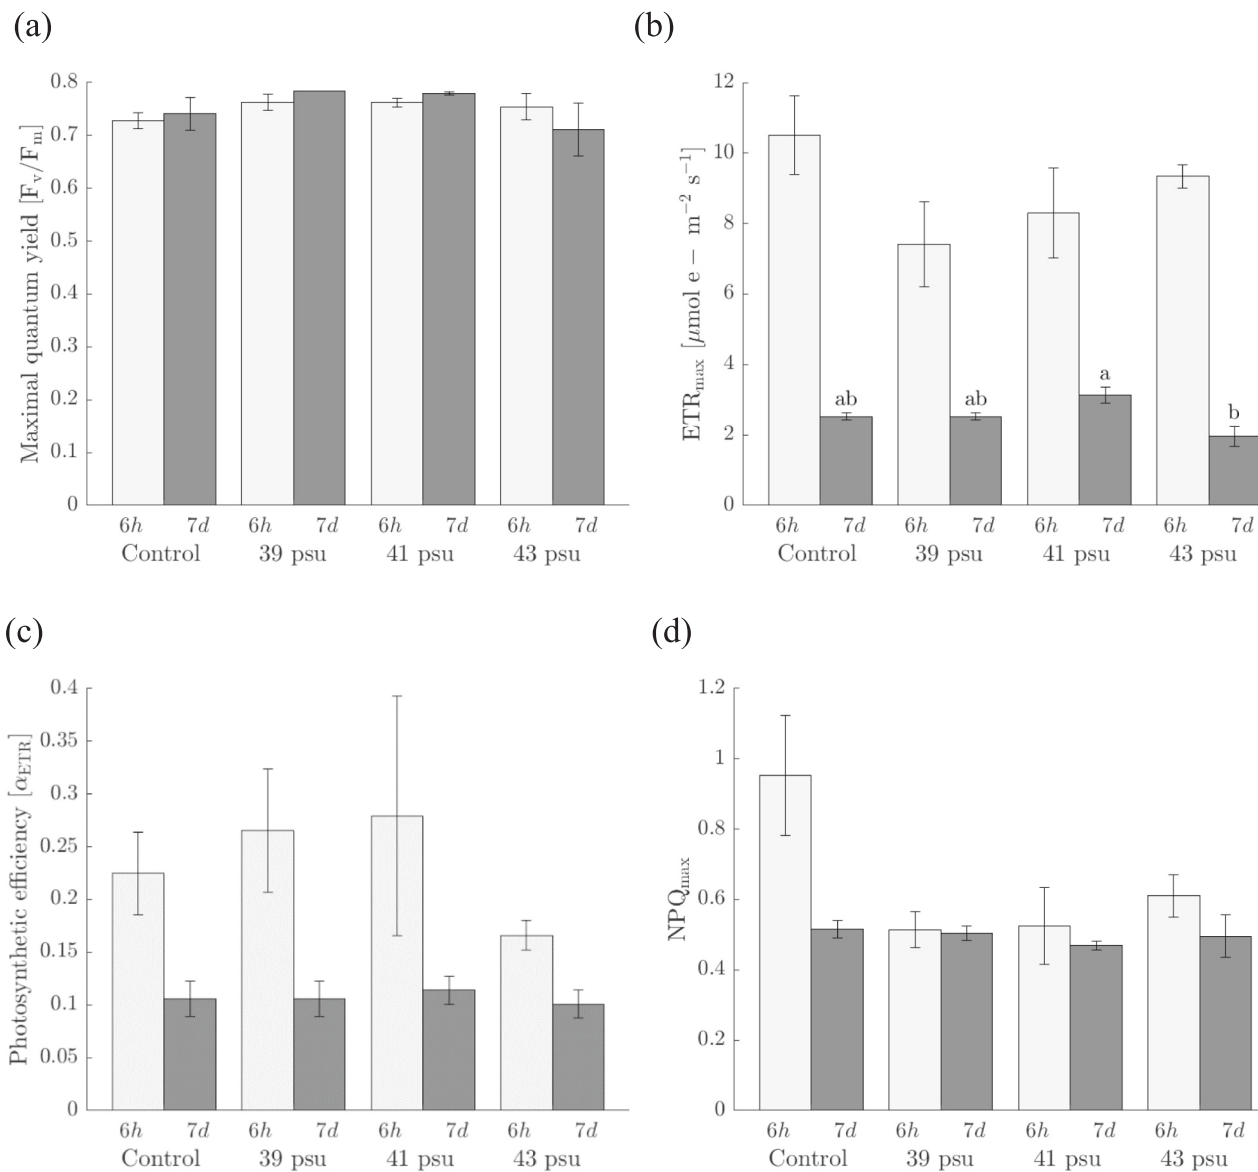 (a)
Maximal quantum yield [Fv/Fm]
0.8
0.7
0.6
0.5
0.4
0.3
0.2
0.1
0
6h 7d 6h 7d 6h 7d 6h 7d
Control 39 psu 41 psu 43 psu
(b)
ETRmax [μmol e− m−2 s−1]
12
10
8
6
4
2
0
ab
ab
a
b
6h 7d 6h 7d 6h 7d 6h 7d
Control 39 psu 41 psu 43 psu
(c)
Photosynthetic efficiency [αETR]
0.4
0.35
0.3
0.25
0.2
0.15
0.1
0.05
0
6h 7d 6h 7d 6h 7d 6h 7d
Control 39 psu 41 psu 43 psu
(d)
NPQmax
1.2
1
0.8
0.6
0.4
0.2
0
6h 7d 6h 7d 6h 7d 6h 7d
Control 39 psu 41 psu 43 psu